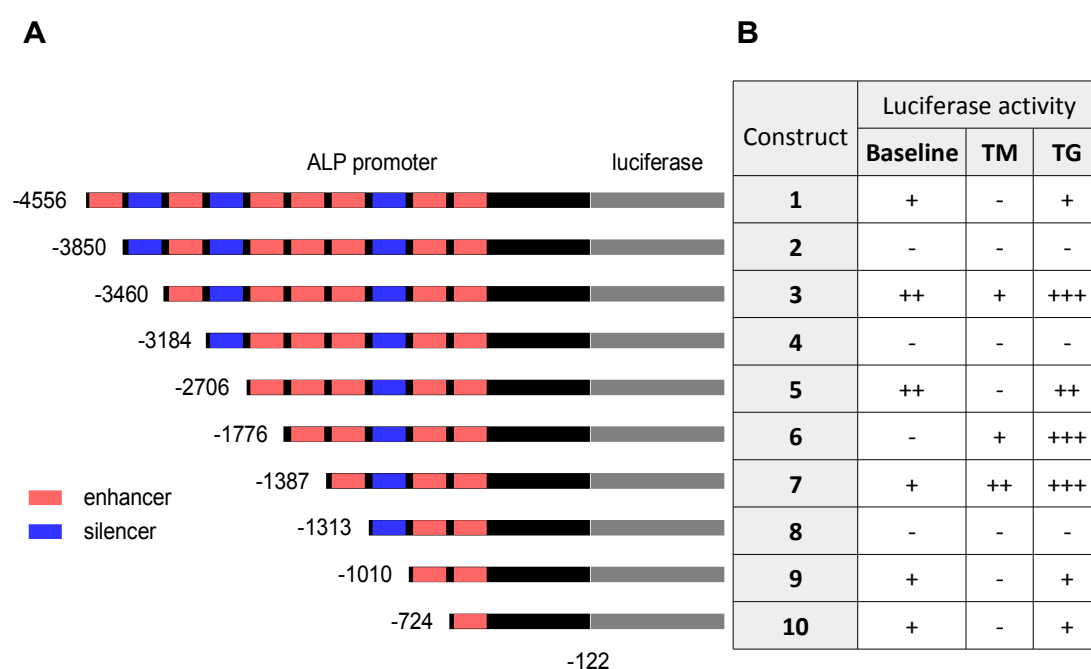 A
B
Luciferase activity
Construct
Baseline TM TG
ALP promoter luciferase
-4556
1 + - +
-3850
2 - - -
-3460
3 ++ + +++
-3184
4 - - -
-2706
5 ++ - ++
-1776
6 - + +++
-1387
7 + ++ +++
enhancer
silencer
-1313
8 - - -
-1010
9 + - +
-724
10 + - +
-122